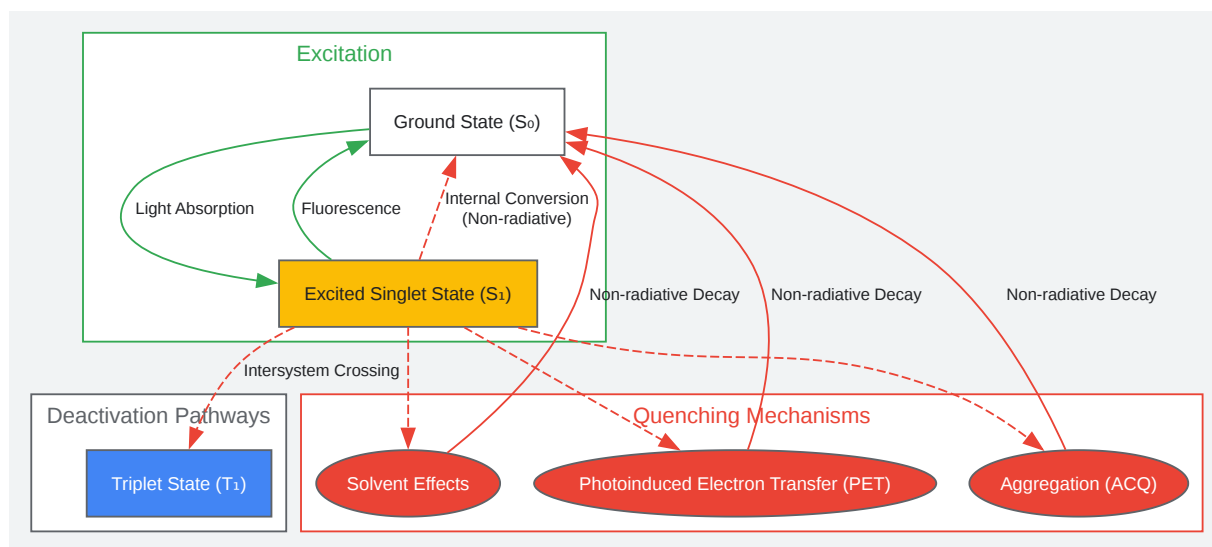 Excitation
Ground State (S₀)
Light Absorption
Fluorescence
Internal Conversion
(Non-radiative)
Excited Singlet State (S₁)
Non-radiative Decay
Non-radiative Decay
Non-radiative Decay
Intersystem Crossing
Deactivation Pathways
Quenching Mechanisms
Triplet State (T₁)
Solvent Effects
Photoinduced Electron Transfer (PET)
Aggregation (ACQ)